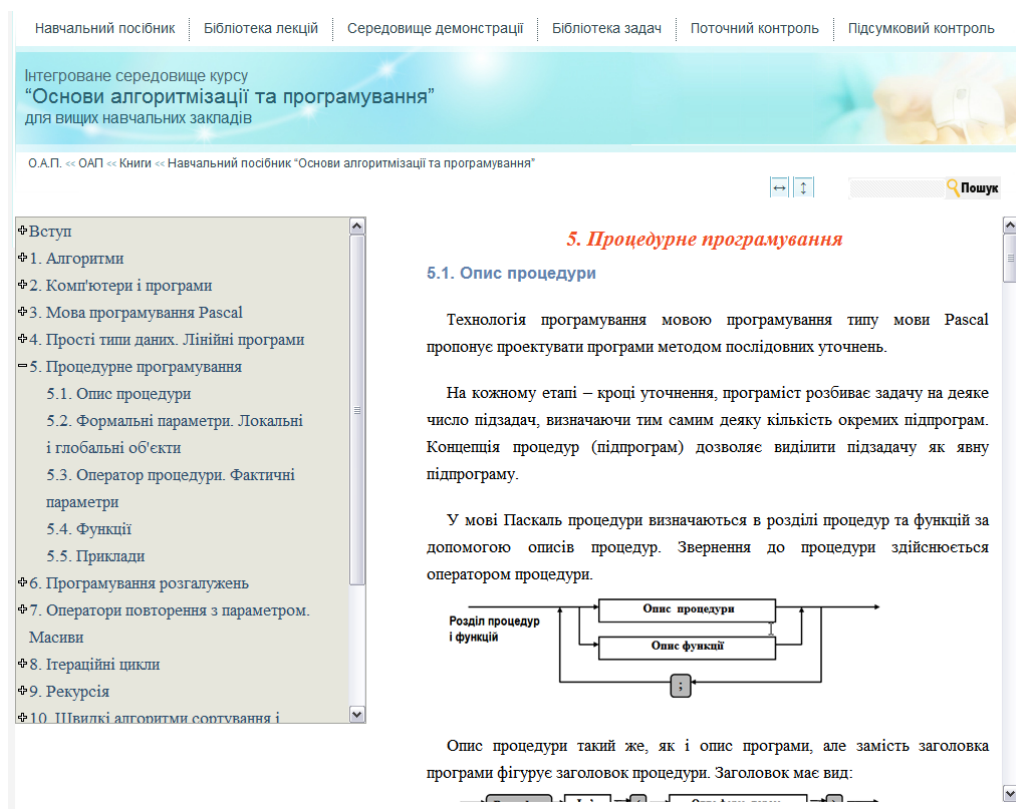 Навчальний посібник
Бібліотека лекцій
Середовище демонстрації
Бібліотека задач
Поточний контроль
Підсумковий контроль
Інтегроване середовище курсу
“Основи алгоритмізації та програмування”
для вищих навчальних закладів
О.А.П. << ОАП << Книги << Навчальний посібник “Основи алгоритмізації та програмування”
Пошук
Вступ
1. Алгоритми
2. Комп'ютери і програми
3. Мова програмування Pascal
4. Прості типи даних. Лінійні програми
5. Процедурне програмування
5.1. Опис процедури
5.2. Формальні параметри. Локальні
і глобальні об'єкти
5.3. Оператор процедури. Фактичні
параметри
5.4. Функції
5.5. Приклади
6. Програмування розгалужень
7. Оператори повторення з параметром.
Масиви
8. Ітераційні цикли
9. Рекурсія
10. Швидкі алгоритми сортування і
5. Процедурне програмування
5.1. Опис процедури
Технологія програмування мовою програмування типу мови Pascal
пропонує проектувати програми методом послідовних уточнень.
На кожному етапі – кроці уточнення, програміст розбиває задачу на деяке
число підзадач, визначаючи тим самим деяку кількість окремих підпрограм.
Концепція процедур (підпрограм) дозволяє виділити підзадачу як явну
підпрограму.
У мові Паскаль процедури визначаються в розділі процедур та функцій за
допомогою описів процедур. Звернення до процедури здійснюється
оператором процедури.
Розділ процедур
і функцій
Опис процедури
Опис функції
;
Опис процедури такий же, як і опис програми, але замість заголовка
програми фігурує заголовок процедури. Заголовок має вид: